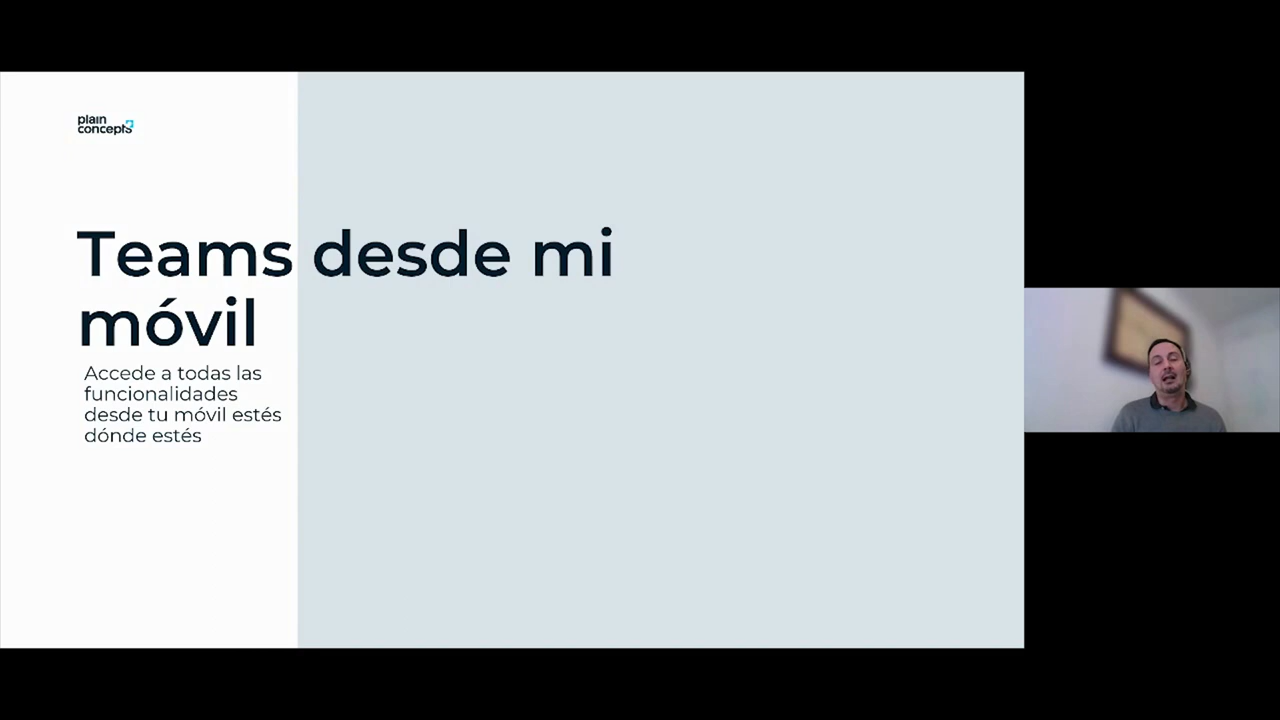 plain
concepts
Teams desde mi
móvil
Accede a todas las
funcionalidades
desde tu móvil estés
dónde estés